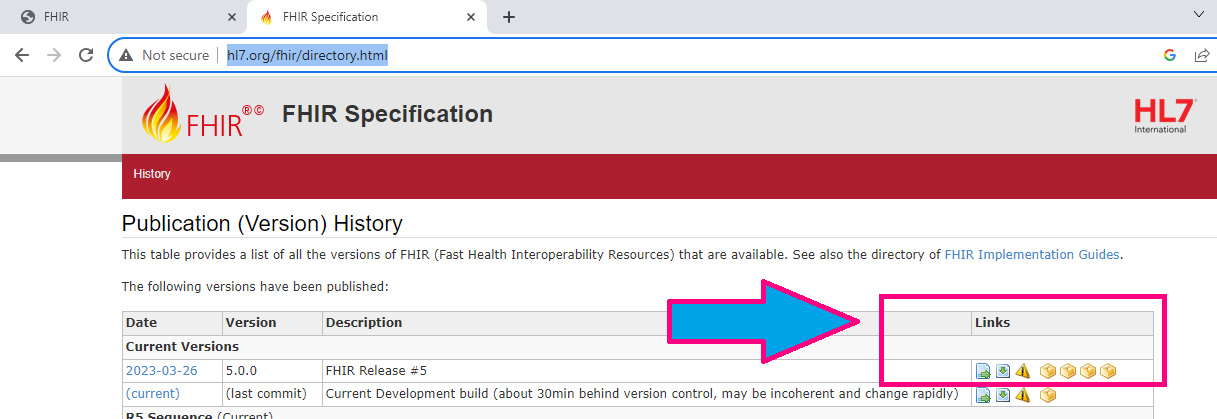 FHIR
FHIR Specification
Not secure
hl7.org/fhir/directory.html
FHIR®©
FHIR Specification
HL7®
International
History
Publication (Version) History
This table provides a list of all the versions of FHIR (Fast Health Interoperability Resources) that are available. See also the directory of FHIR Implementation Guides.
The following versions have been published:
Date Version Description Links
Current Versions
2023-03-26 5.0.0 FHIR Release #5
(current) (last commit) Current Development build (about 30min behind version control, may be incoherent and change rapidly)
R5 Sequence (Current)